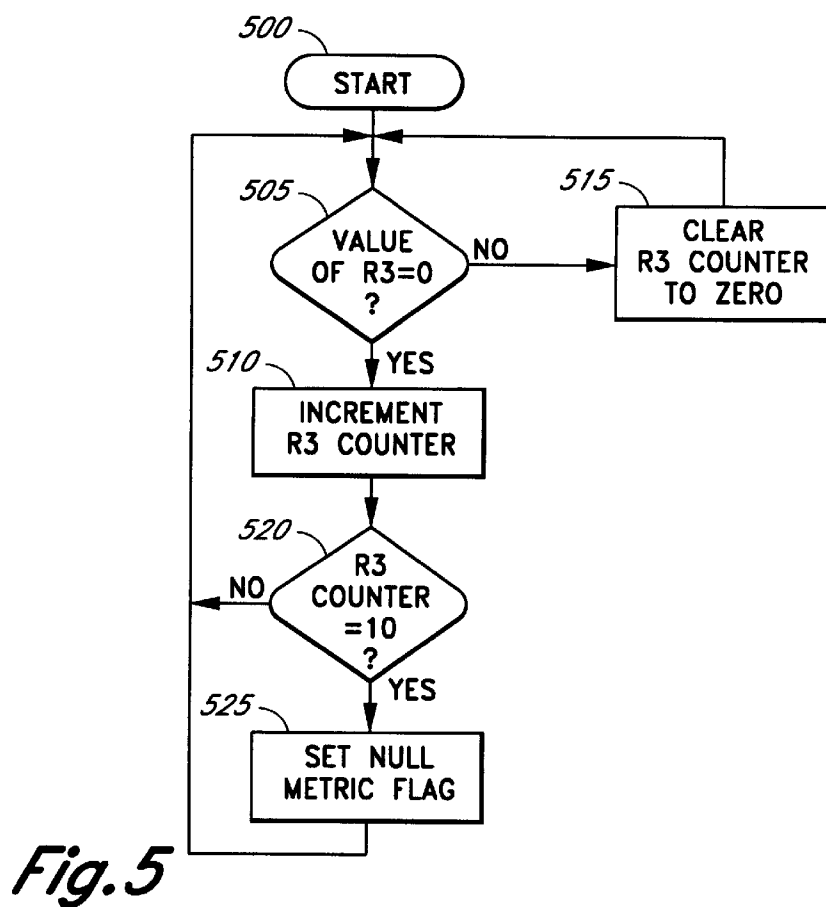 500
START
505
VALUE
OF R3=0
?
NO
515
CLEAR
R3 COUNTER
TO ZERO
YES
510
INCREMENT
R3 COUNTER
520
R3
COUNTER
=10
?
NO
YES
525
SET NULL
METRIC FLAG
Fig.5